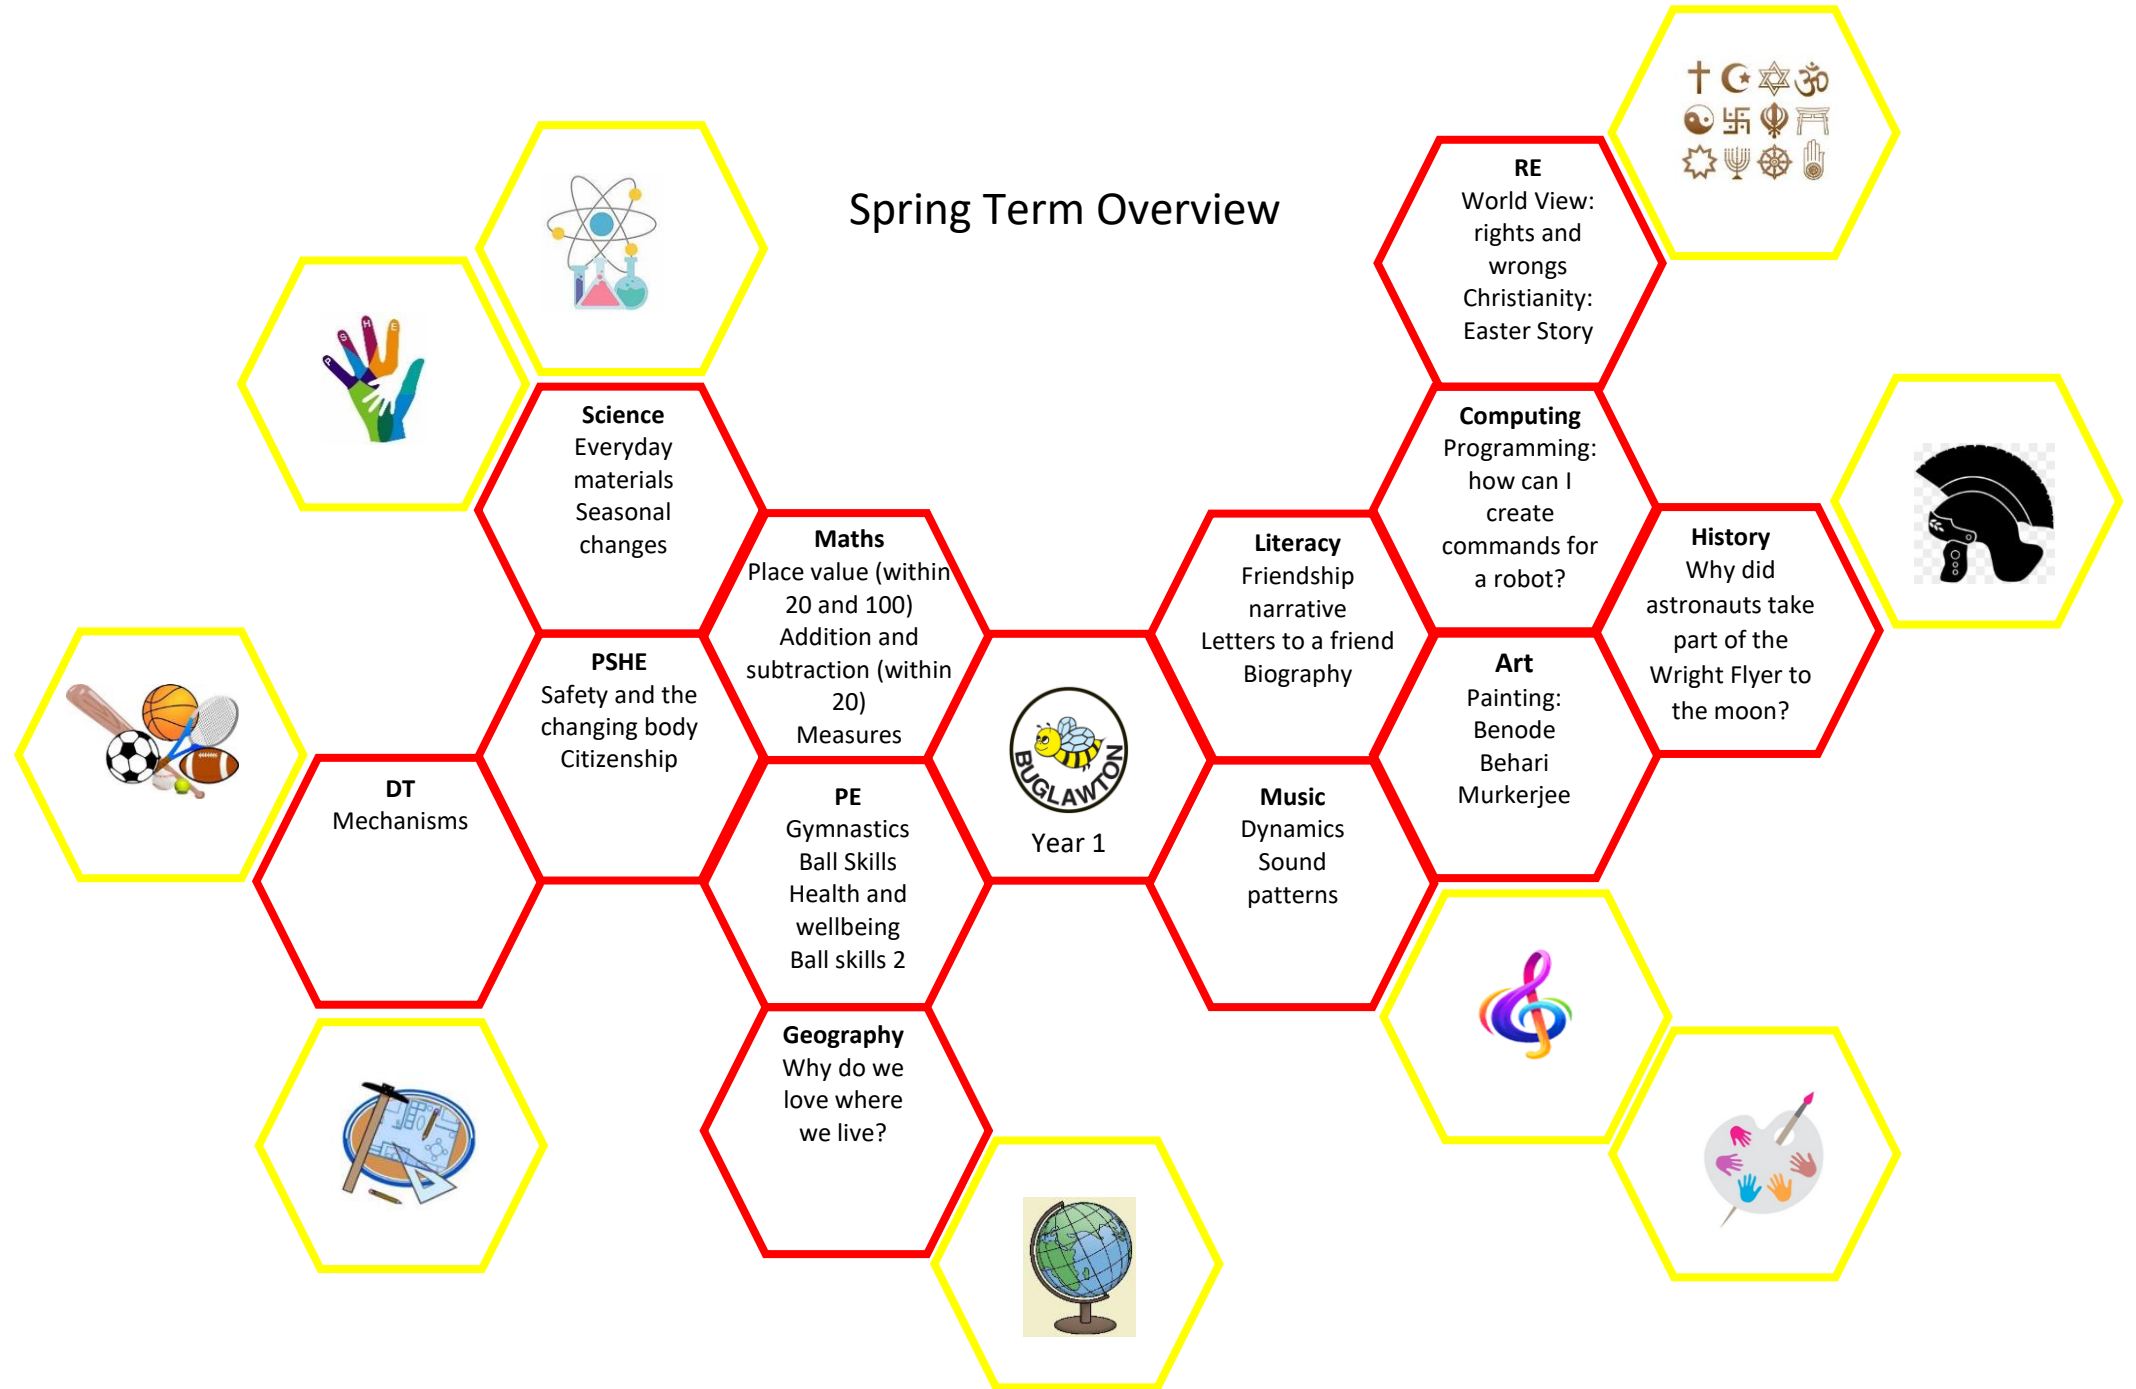 Spring Term Overview
RE
World View:
rights and
wrongs
Christianity:
Easter Story
P
S
H
E
Science
Everyday
materials
Seasonal
changes
Computing
Programming:
how can I
create
commands for
a robot?
Maths
Place value (within
20 and 100)
Addition and
subtraction (within
20)
Measures
Literacy
Friendship
narrative
Letters to a friend
Biography
History
Why did
astronauts take
part of the
Wright Flyer to
the moon?
PSHE
Safety and the
changing body
Citizenship
BUGLAWTON
Year 1
Art
Painting:
Benode
Behari
Murkerjee
DT
Mechanisms
PE
Gymnastics
Ball Skills
Health and
wellbeing
Ball skills 2
Music
Dynamics
Sound
patterns
Geography
Why do we
love where
we live?